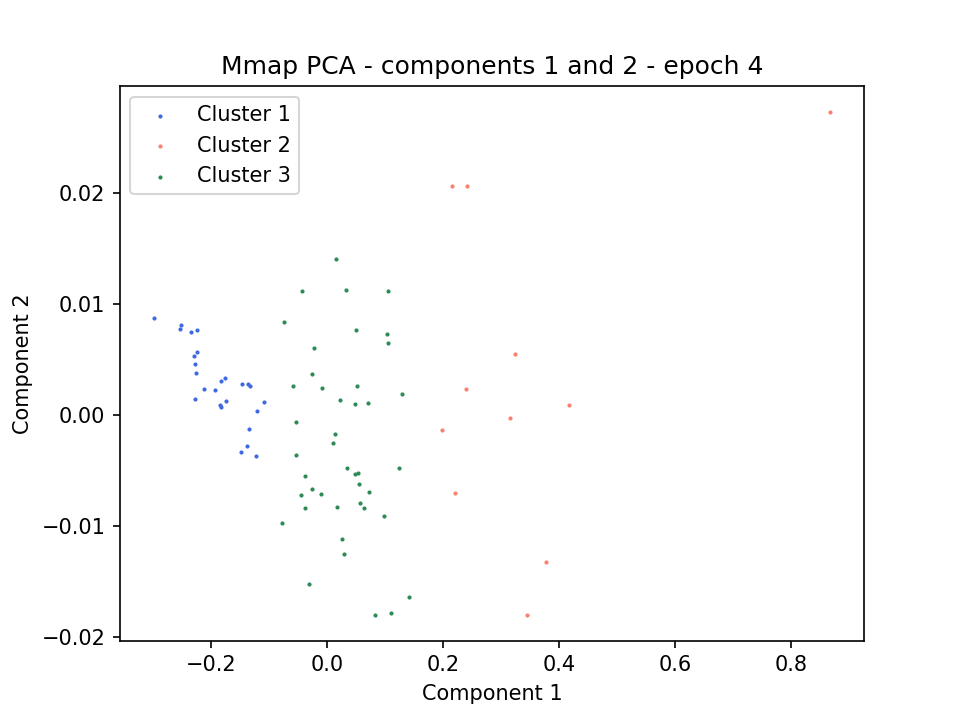 Mmap PCA - components 1 and 2 - epoch 4
Cluster 1
Cluster 2
Cluster 3
Component 2
0.02
0.01
0.00
−0.01
−0.02
−0.2
0.0
0.2
0.4
0.6
0.8
Component 1